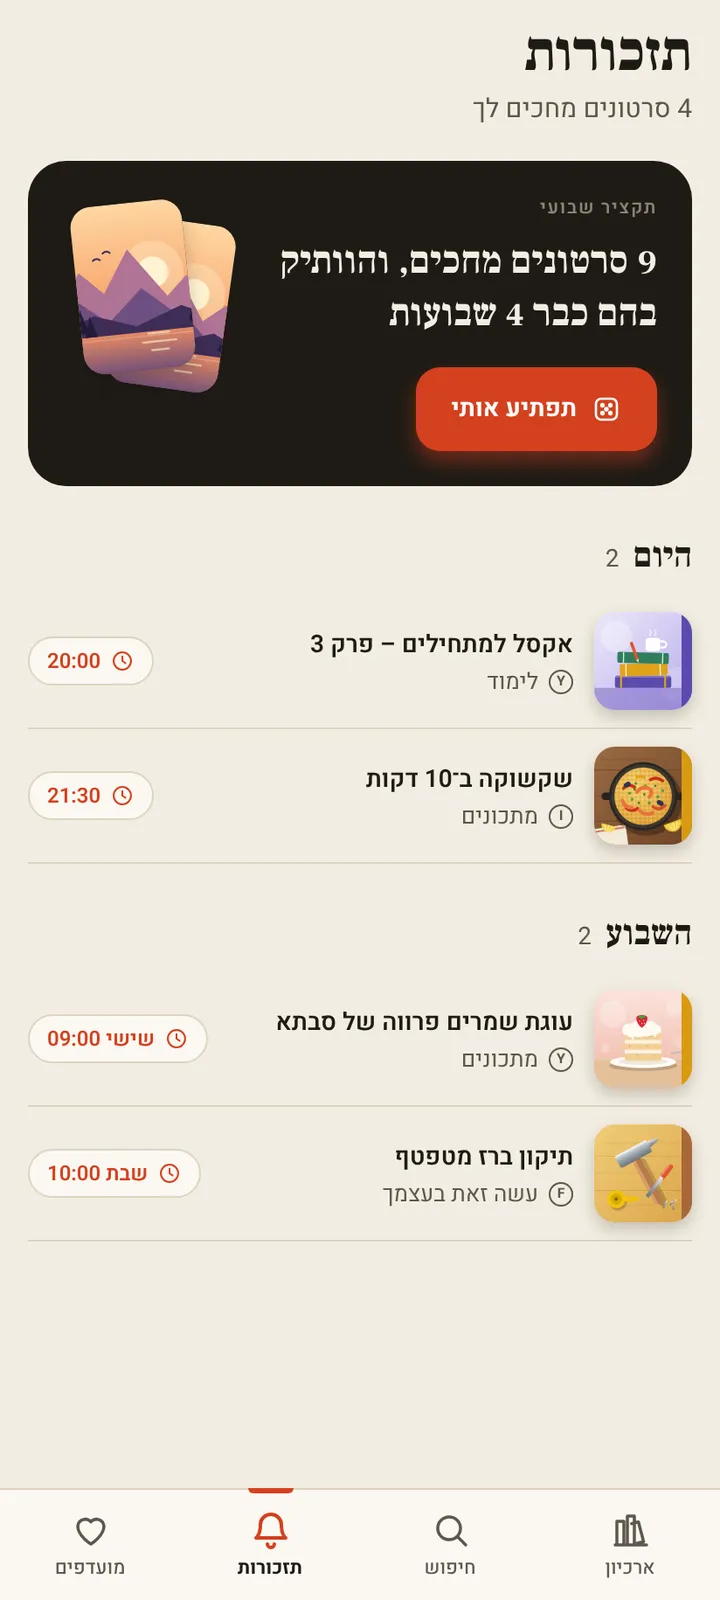 תזכורות
4 סרטונים מחכים לך
תקציר שבועי
9 סרטונים מחכים, והוותיק
בהם כבר 4 שבועות
תפתיע אותי
היום 2
אקסל למתחילים – פרק 3
Y לימוד
20:00
שקשוקה ב־10 דקות
I מתכונים
21:30
השבוע 2
עוגת שמרים פרווה של סבתא
Y מתכונים
שישי 09:00
תיקון ברז מטפטף
F עשה זאת בעצמך
שבת 10:00
ארכיון
חיפוש
תזכורות
מועדפים